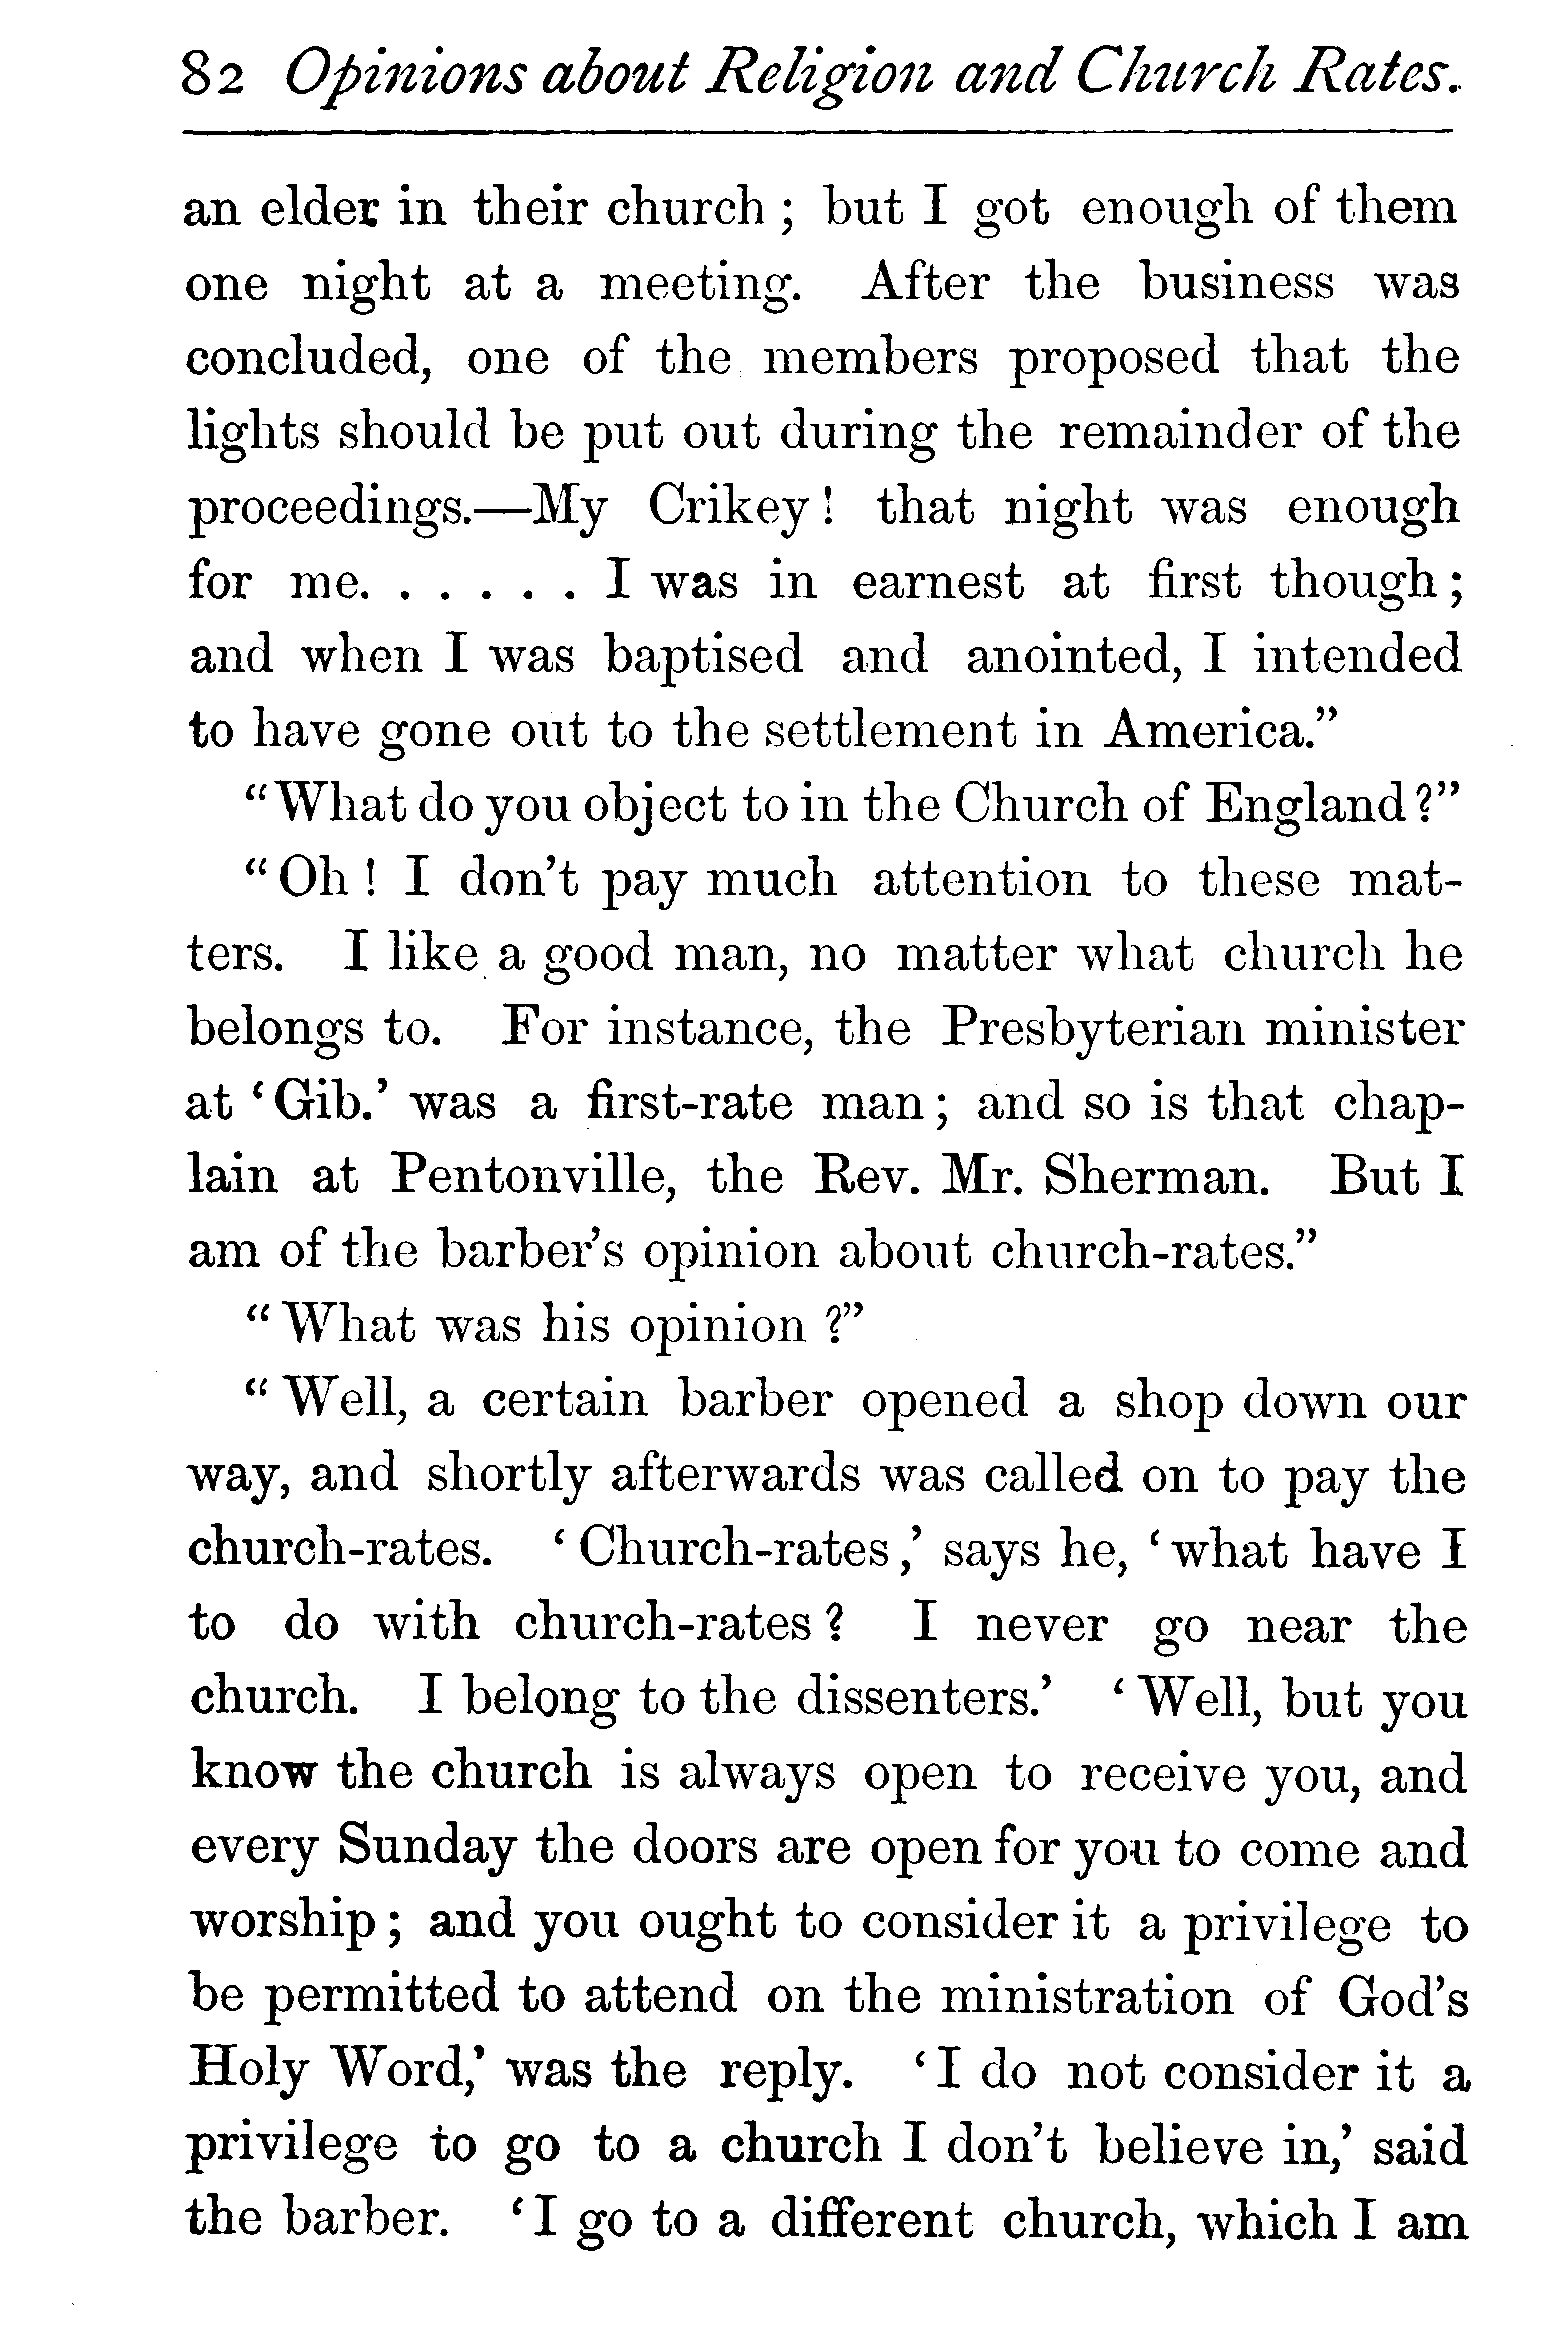 82 Opinions about Religion and Church Rates.
an elder in their church ; but I got enough of them
one night at a meeting. After the business was
concluded, one of the members proposed that the
lights should be put out during the remainder of the
proceedings.—My Crikey ! that night was enough
for me. . . . . . I was in earnest at first though ;
and when I was baptised and anointed, I intended
to have gone out to the settlement in America.”
“What do you object to in the Church of England ?”
“ Oh ! I don’t pay much attention to these mat-
ters. I like a good man, no matter what church he
belongs to. For instance, the Presbyterian minister
at ‘ Gib.’ was a first-rate man ; and so is that chap-
lain at Pentonville, the Rev. Mr. Sherman. But I
am of the barber’s opinion about church-rates.”
“ What was his opinion ?”
“ Well, a certain barber opened a shop down our
way, and shortly afterwards was called on to pay the
church-rates. ‘ Church-rates ,’ says he, ‘ what have I
to do with church-rates ? I never go near the
church. I belong to the dissenters.’ ‘ Well, but you
know the church is always open to receive you, and
every Sunday the doors are open for you to come and
worship ; and you ought to consider it a privilege to
be permitted to attend on the ministration of God’s
Holy Word,’ was the reply. ‘ I do not consider it a
privilege to go to a church I don’t believe in,’ said
the barber. ‘ I go to a different church, which I am